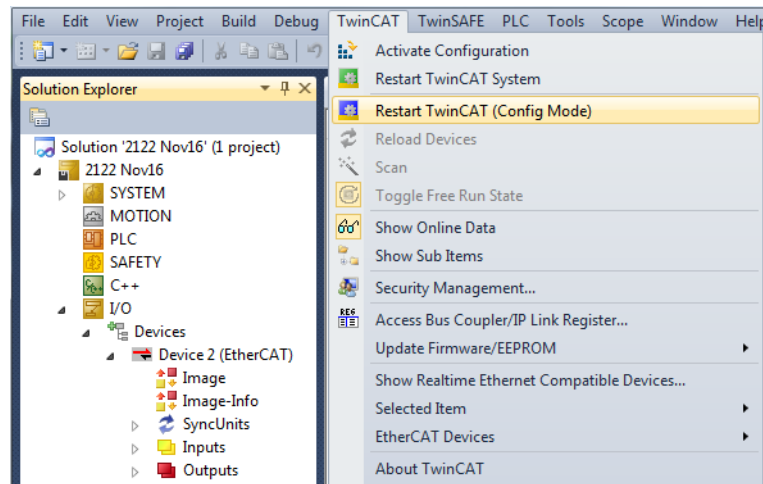 File Edit View Project Build Debug TwinCAT TwinSAFE PLC Tools Scope Window Help
Solution Explorer
Solution '2122 Nov16' (1 project)
2122 Nov16
SYSTEM
MOTION
PLC
SAFETY
C++
I/O
Devices
Device 2 (EtherCAT)
Image
Image-Info
SyncUnits
Inputs
Outputs
Activate Configuration
Restart TwinCAT System
Restart TwinCAT (Config Mode)
Reload Devices
Scan
Toggle Free Run State
Show Online Data
Show Sub Items
Security Management...
REG
Access Bus Coupler/IP Link Register...
Update Firmware/EEPROM
Show Realtime Ethernet Compatible Devices...
Selected Item
EtherCAT Devices
About TwinCAT